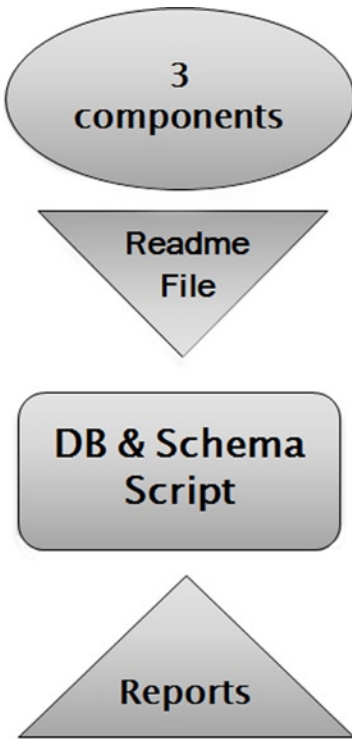 3
components
Readme
File
DB & Schema
Script
Reports